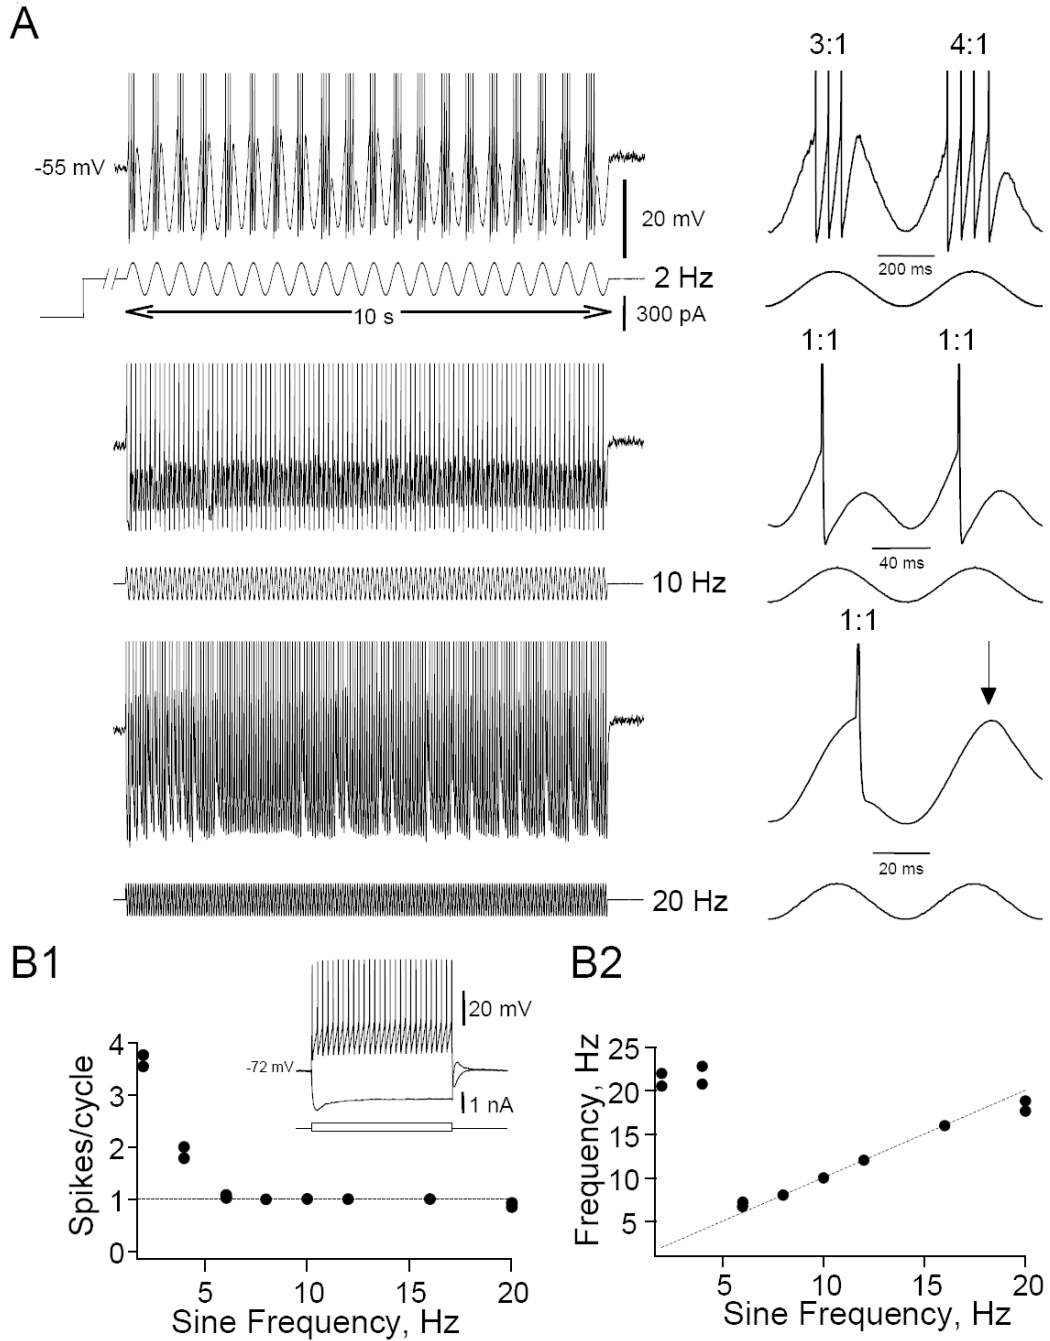 A
3:1
4:1
-55 mV
20 mV
200 ms
2 Hz
10 s
300 pA
1:1
1:1
40 ms
10 Hz
1:1
20 ms
20 Hz
B1
20 mV
-72 mV
1 nA
Spikes/cycle
4
3
2
1
0
5
10
15
20
Sine Frequency, Hz
B2
Frequency, Hz
25
20
15
10
5
5
10
15
20
Sine Frequency, Hz